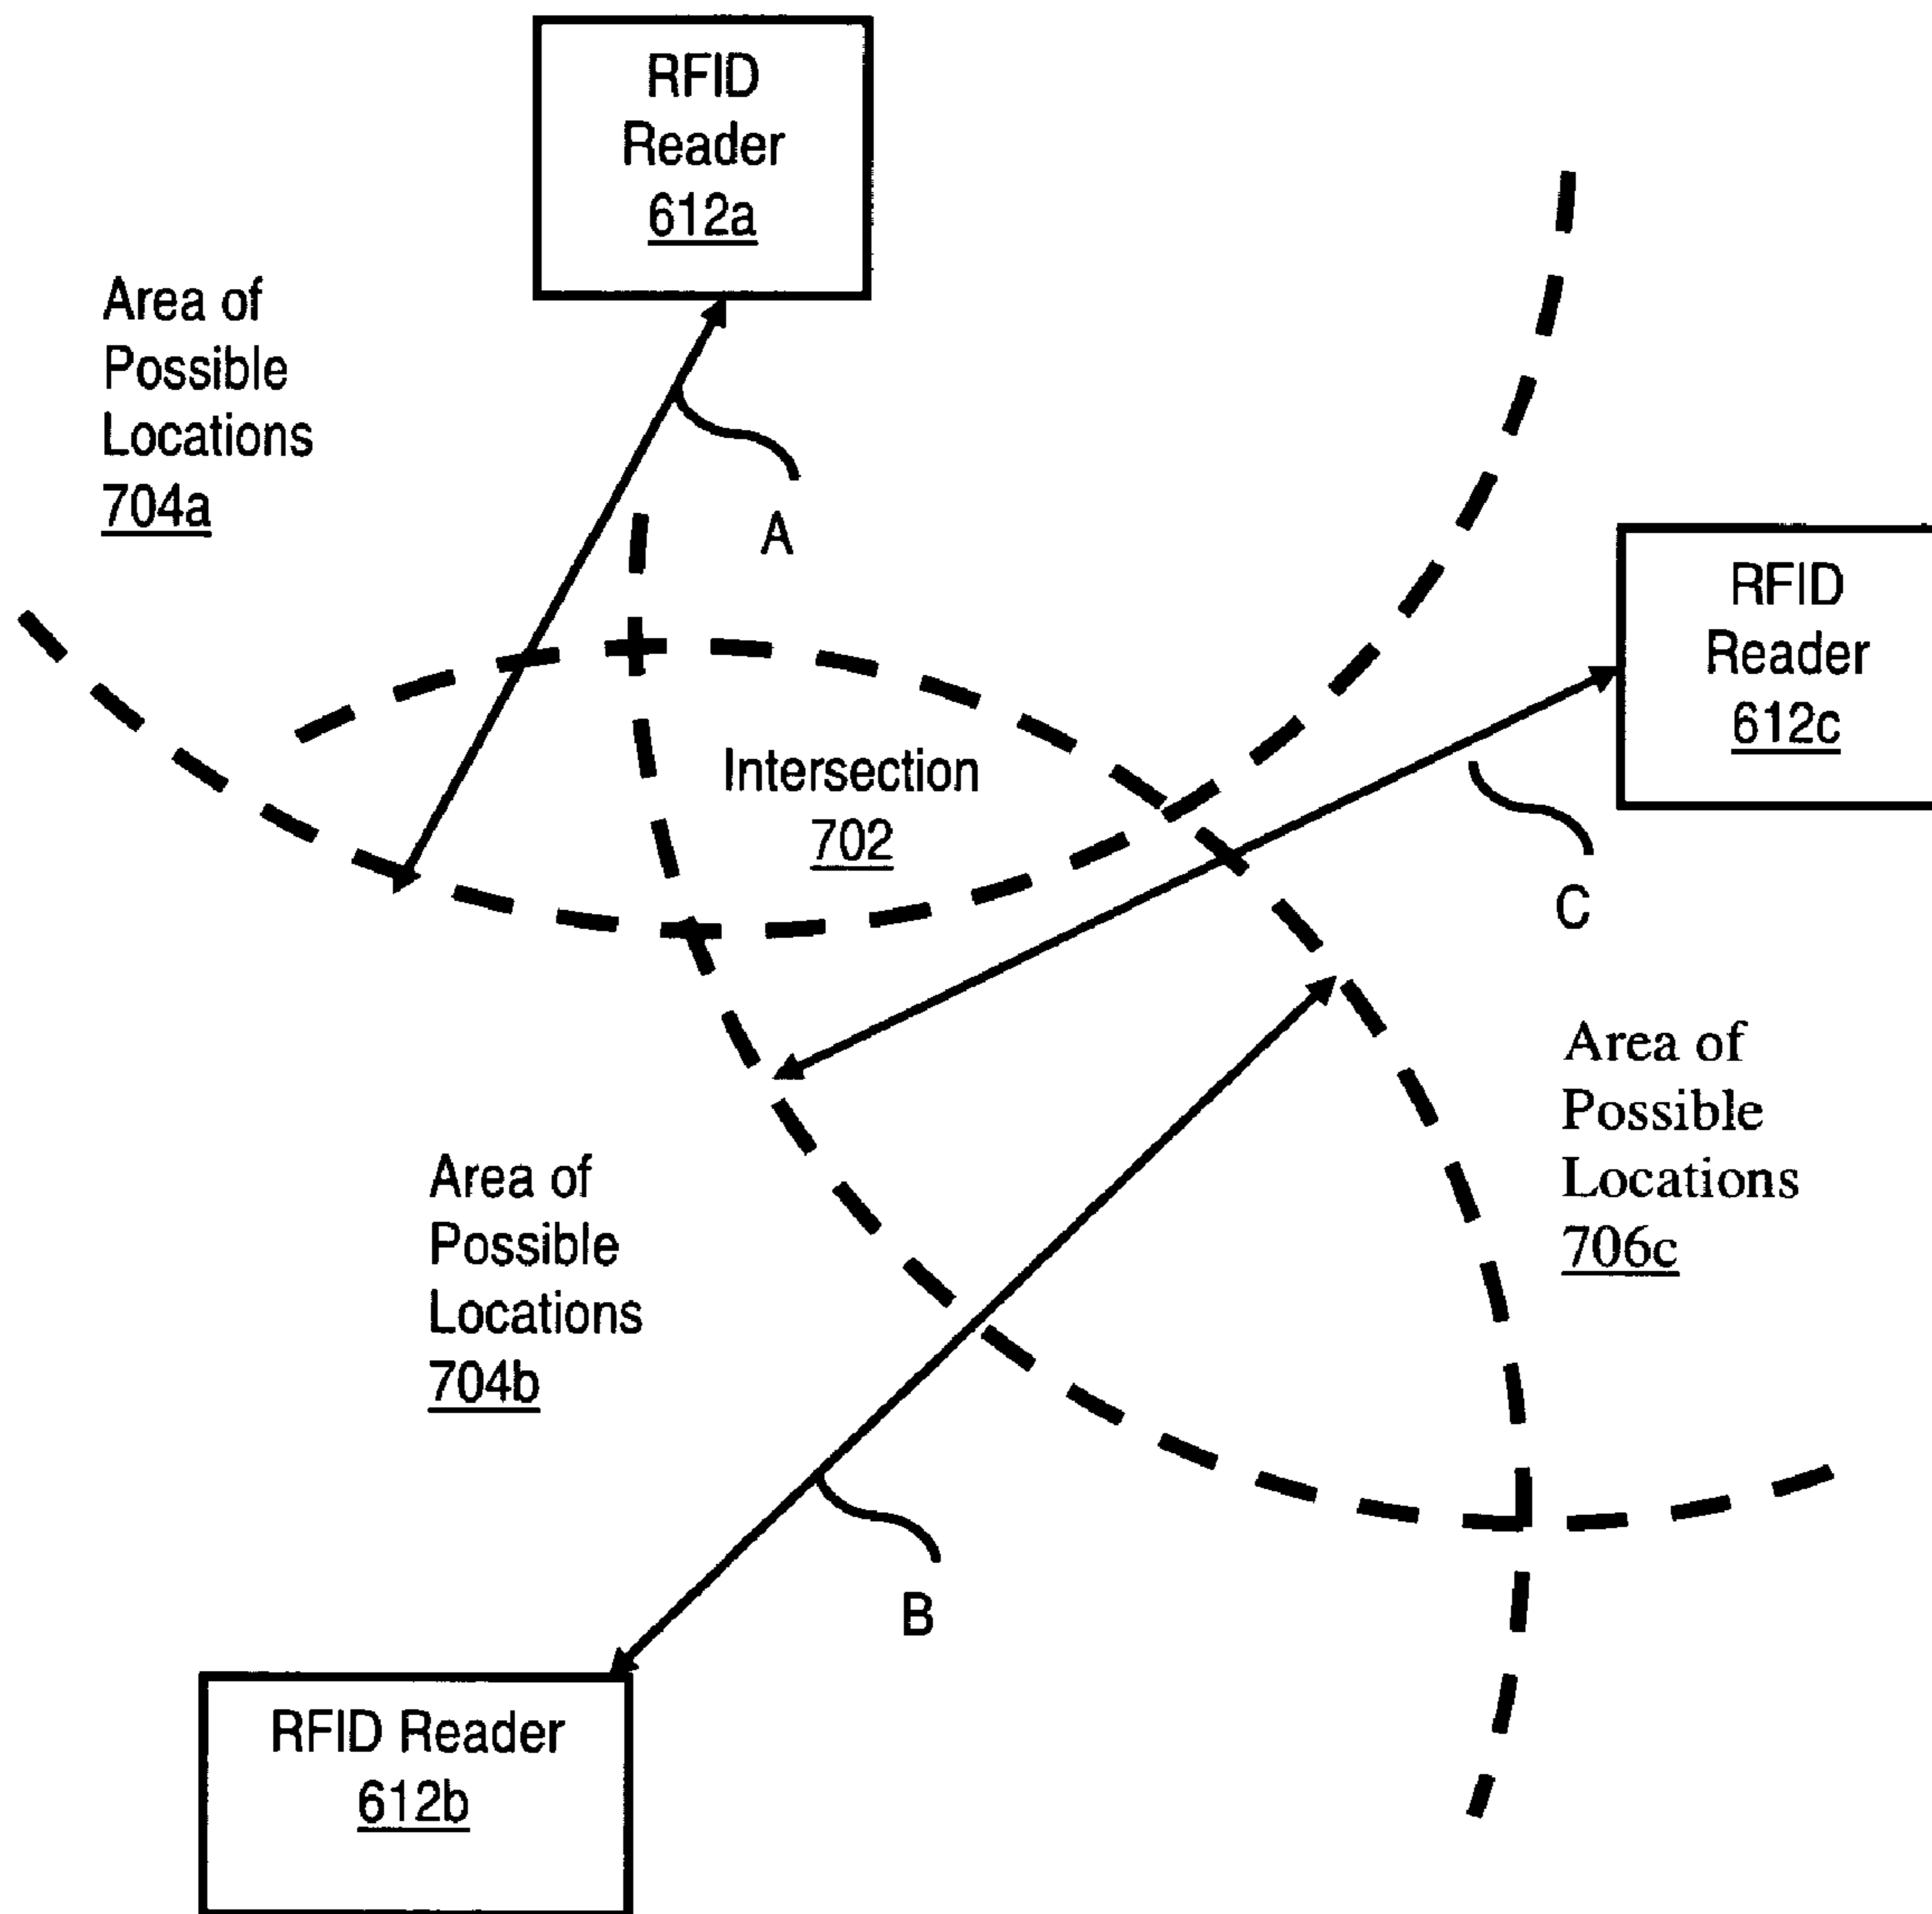 RFID
Reader
612a
Area of
Possible
Locations
704a
A
RFID
Reader
612c
Intersection
702
C
Area of
Possible
Locations
706c
Area of
Possible
Locations
704b
B
RFID Reader
612b